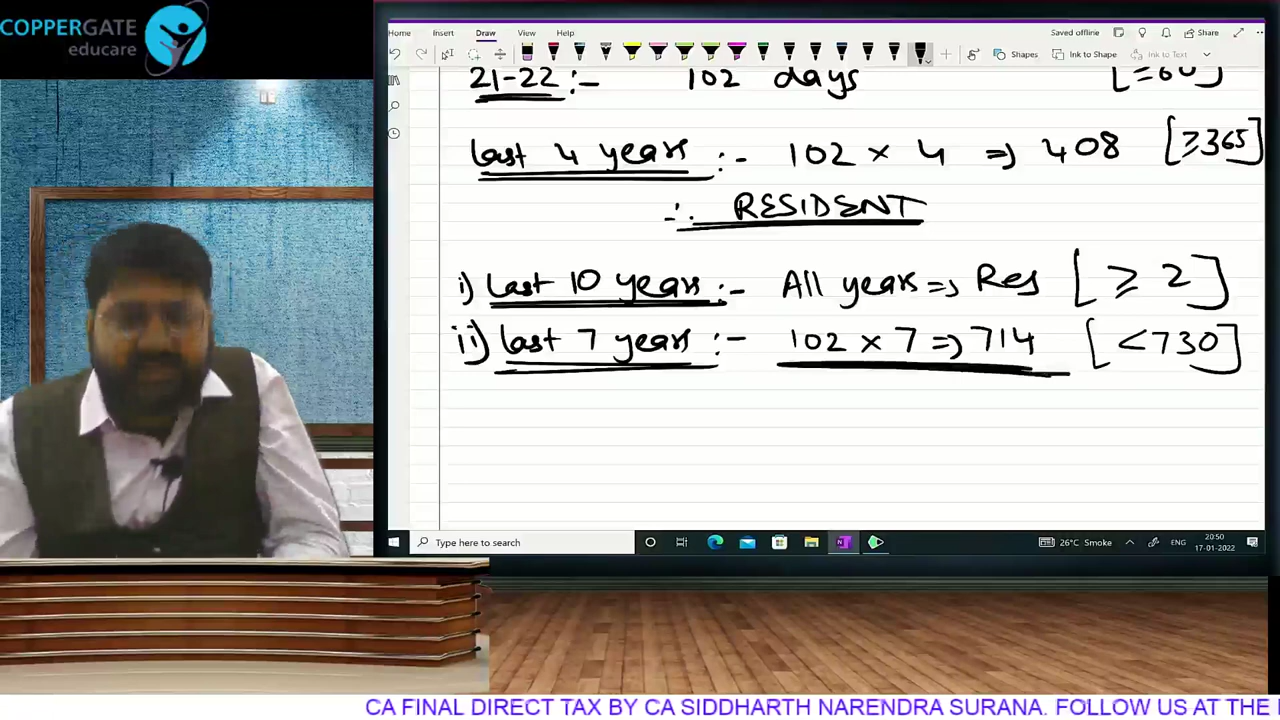 COPPERGATE
educare
Home Insert Draw View Help
Saved offline Share
Shapes Ink to Shape Ink to Text
21-22 :- 102 days
last 4 years :- 102 × 4 => 408 [≥365]
∴ RESIDENT
i) last 10 years :- All years => Res [ ≥ 2 ]
ii) last 7 years :- 102 × 7 => 714 [ <730 ]
Type here to search
26°C Smoke ENG 20:50
17-01-2022
CA FINAL DIRECT TAX BY CA SIDDHARTH NARENDRA SURANA. FOLLOW US AT THE